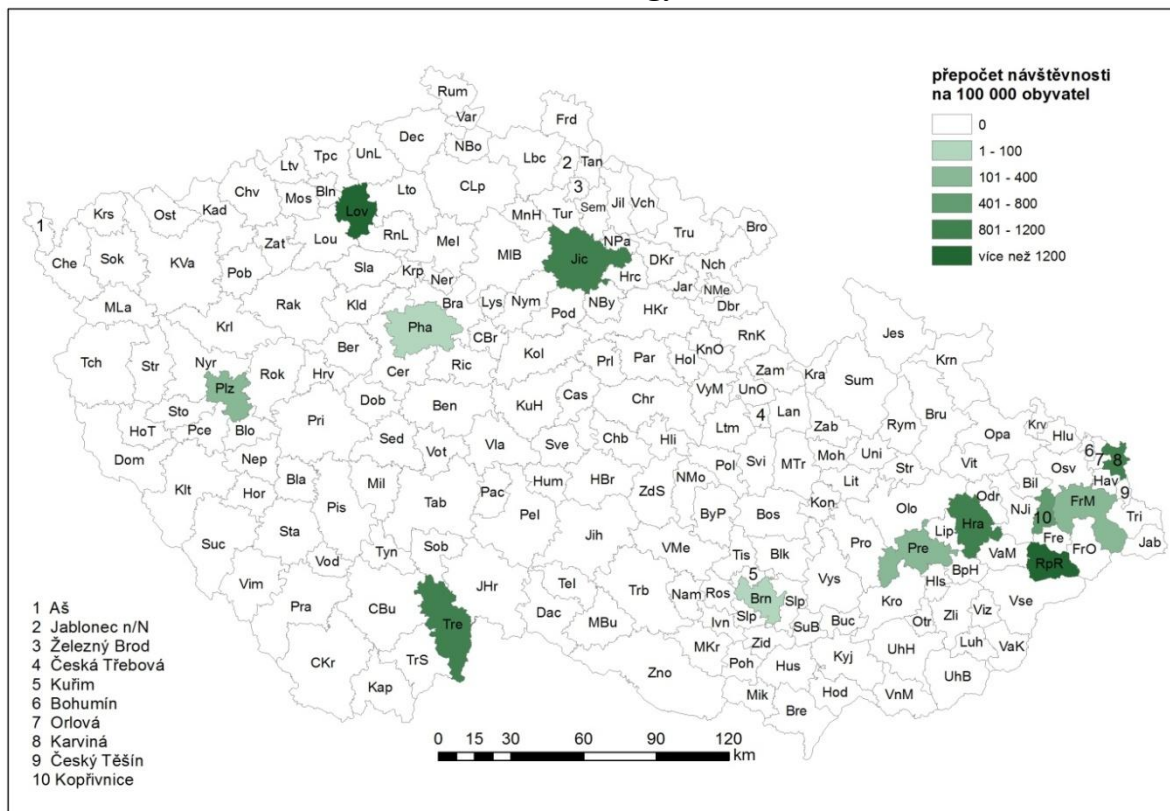 přepočet návštěvnosti
na 100 000 obyvatel
0
1 - 100
101 - 400
401 - 800
801 - 1200
více než 1200
Rum
Var
Frd
Dec
NBo
Lbc
2
Tan
Ltv
Tpc
UnL
3
Chv
Mos
Bln
Lov
Lto
CLp
MnH
Tur
Sem
Jil
Vch
1
Krs
Ost
Kad
Zat
Lou
RnL
Mel
MlB
Jic
NPa
Tru
Bro
Che
Sok
KVa
Pob
Sla
Krp
Ner
DKr
Hrc
Nch
MLa
Rak
Kld
Bra
Lys
Nym
Pod
NBy
HKr
Jar
NMe
Dbr
Krl
Pha
CBr
RnK
Jes
Tch
Str
Nyr
Rok
Hrv
Ber
Cer
Ric
Kol
Prl
Par
Hol
KnO
Zam
Kra
Sum
Krn
Plz
Dob
Ben
KuH
Cas
Chr
VyM
UnO
4
Lan
Zab
Rym
Bru
Sto
HoT
Pce
Blo
Pri
Sed
Vot
Vla
Sve
Chb
Hli
Ltm
Svi
MTr
Moh
Uni
Str
Opa
Krv
Hlu
Dom
Nep
Bla
Mil
Tab
Pac
Hum
HBr
ZdS
NMo
Pol
Lit
Vit
Bil
Osv
6
7
8
Hav
9
Klt
Hor
Pis
Pel
ByP
Bos
Kon
Olo
Odr
NJi
10
FrM
Tri
Jab
Suc
Sta
Vod
Tyn
Sob
Jih
VMe
Tis
Blk
Pro
Pre
Lip
Hra
VaM
Fre
FrO
RpR
Vim
Pra
CBu
Tre
JHr
Tel
Trb
Nam
Ros
5
Brn
Slp
Vys
Kro
Hls
BpH
Vse
Dac
MBu
Ivn
Slp
SuB
Buc
Otr
Zli
Viz
CKr
TrS
Kap
Zno
MKr
Poh
Zid
Hus
Kyj
UhH
Luh
VaK
Mik
Bre
Hod
VnM
UhB
1 Aš
2 Jablonec n/N
3 Železný Brod
4 Česká Třebová
5 Kuřim
6 Bohumín
7 Orlová
8 Karviná
9 Český Těšín
10 Kopřivnice
0 15 30 60 90 120
km